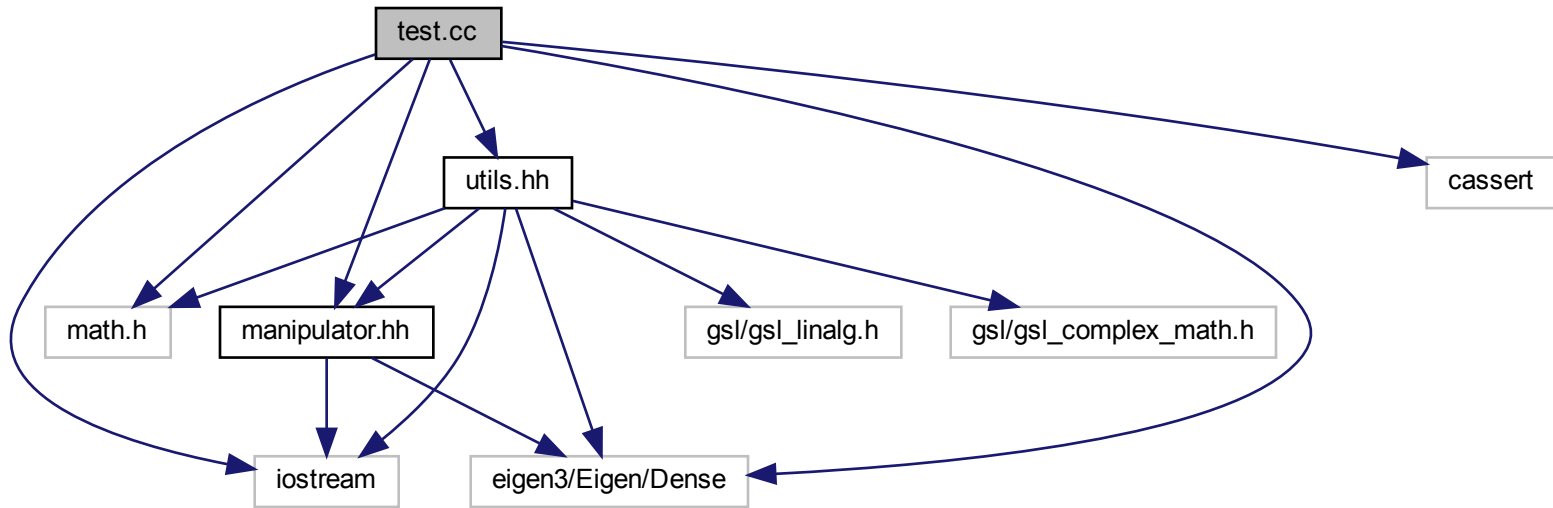 test.cc
utils.hh
cassert
math.h
manipulator.hh
gsl/gsl_linalg.h
gsl/gsl_complex_math.h
iostream
eigen3/Eigen/Dense